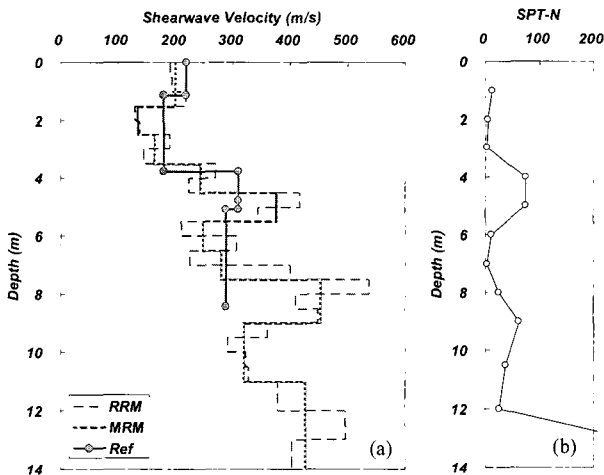 Shearwave Velocity (m/s)
0 100 200 300 400 500 600
0
2
4
6
8
10
12
14
Depth (m)
RRM
MRM
Ref
(a)
SPT-N
0 100 200
0
2
4
6
8
10
12
14
Depth (m)
(b)